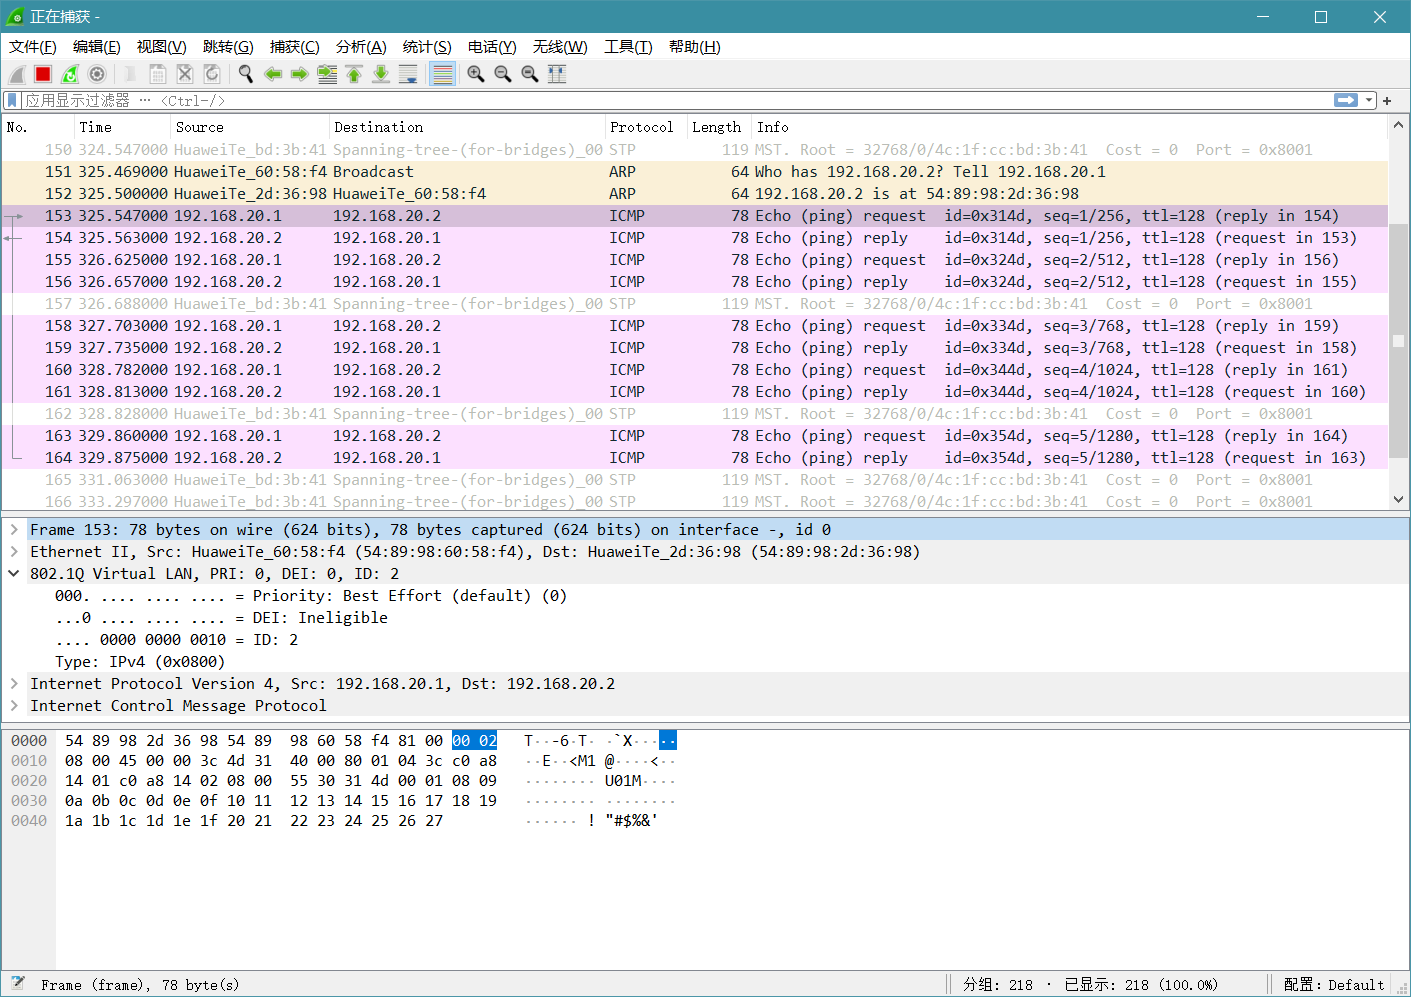 正在捕获 -
文件(F) 编辑(E) 视图(V) 跳转(G) 捕获(C) 分析(A) 统计(S) 电话(Y) 无线(W) 工具(T) 帮助(H)
应用显示过滤器 … <Ctrl-/>
No. Time Source Destination Protocol Length Info
150 324.547000 HuaweiTe_bd:3b:41 Spanning-tree-(for-bridges)_00 STP 119 MST. Root = 32768/0/4c:1f:cc:bd:3b:41 Cost = 0 Port = 0x8001
151 325.469000 HuaweiTe_60:58:f4 Broadcast ARP 64 Who has 192.168.20.2? Tell 192.168.20.1
152 325.500000 HuaweiTe_2d:36:98 HuaweiTe_60:58:f4 ARP 64 192.168.20.2 is at 54:89:98:2d:36:98
153 325.547000 192.168.20.1 192.168.20.2 ICMP 78 Echo (ping) request id=0x314d, seq=1/256, ttl=128 (reply in 154)
154 325.563000 192.168.20.2 192.168.20.1 ICMP 78 Echo (ping) reply id=0x314d, seq=1/256, ttl=128 (request in 153)
155 326.625000 192.168.20.1 192.168.20.2 ICMP 78 Echo (ping) request id=0x324d, seq=2/512, ttl=128 (reply in 156)
156 326.657000 192.168.20.2 192.168.20.1 ICMP 78 Echo (ping) reply id=0x324d, seq=2/512, ttl=128 (request in 155)
157 326.688000 HuaweiTe_bd:3b:41 Spanning-tree-(for-bridges)_00 STP 119 MST. Root = 32768/0/4c:1f:cc:bd:3b:41 Cost = 0 Port = 0x8001
158 327.703000 192.168.20.1 192.168.20.2 ICMP 78 Echo (ping) request id=0x334d, seq=3/768, ttl=128 (reply in 159)
159 327.735000 192.168.20.2 192.168.20.1 ICMP 78 Echo (ping) reply id=0x334d, seq=3/768, ttl=128 (request in 158)
160 328.782000 192.168.20.1 192.168.20.2 ICMP 78 Echo (ping) request id=0x344d, seq=4/1024, ttl=128 (reply in 161)
161 328.813000 192.168.20.2 192.168.20.1 ICMP 78 Echo (ping) reply id=0x344d, seq=4/1024, ttl=128 (request in 160)
162 328.828000 HuaweiTe_bd:3b:41 Spanning-tree-(for-bridges)_00 STP 119 MST. Root = 32768/0/4c:1f:cc:bd:3b:41 Cost = 0 Port = 0x8001
163 329.860000 192.168.20.1 192.168.20.2 ICMP 78 Echo (ping) request id=0x354d, seq=5/1280, ttl=128 (reply in 164)
164 329.875000 192.168.20.2 192.168.20.1 ICMP 78 Echo (ping) reply id=0x354d, seq=5/1280, ttl=128 (request in 163)
165 331.063000 HuaweiTe_bd:3b:41 Spanning-tree-(for-bridges)_00 STP 119 MST. Root = 32768/0/4c:1f:cc:bd:3b:41 Cost = 0 Port = 0x8001
166 333.297000 HuaweiTe_bd:3b:41 Spanning-tree-(for-bridges)_00 STP 119 MST. Root = 32768/0/4c:1f:cc:bd:3b:41 Cost = 0 Port = 0x8001
Frame 153: 78 bytes on wire (624 bits), 78 bytes captured (624 bits) on interface -, id 0
Ethernet II, Src: HuaweiTe_60:58:f4 (54:89:98:60:58:f4), Dst: HuaweiTe_2d:36:98 (54:89:98:2d:36:98)
802.1Q Virtual LAN, PRI: 0, DEI: 0, ID: 2
000. .... .... .... = Priority: Best Effort (default) (0)
...0 .... .... .... = DEI: Ineligible
.... 0000 0000 0010 = ID: 2
Type: IPv4 (0x0800)
Internet Protocol Version 4, Src: 192.168.20.1, Dst: 192.168.20.2
Internet Control Message Protocol
0000 54 89 98 2d 36 98 54 89 98 60 58 f4 81 00 00 02 T··-6·T· ·`X·····
0010 08 00 45 00 00 3c 4d 31 40 00 80 01 04 3c c0 a8 ··E··<M1 @····<··
0020 14 01 c0 a8 14 02 08 00 55 30 31 4d 00 01 08 09 ········ U01M····
0030 0a 0b 0c 0d 0e 0f 10 11 12 13 14 15 16 17 18 19 ········ ········
0040 1a 1b 1c 1d 1e 1f 20 21 22 23 24 25 26 27 ······ ! "#$%&'
Frame (frame), 78 byte(s) 分组: 218 · 已显示: 218 (100.0%) 配置: Default